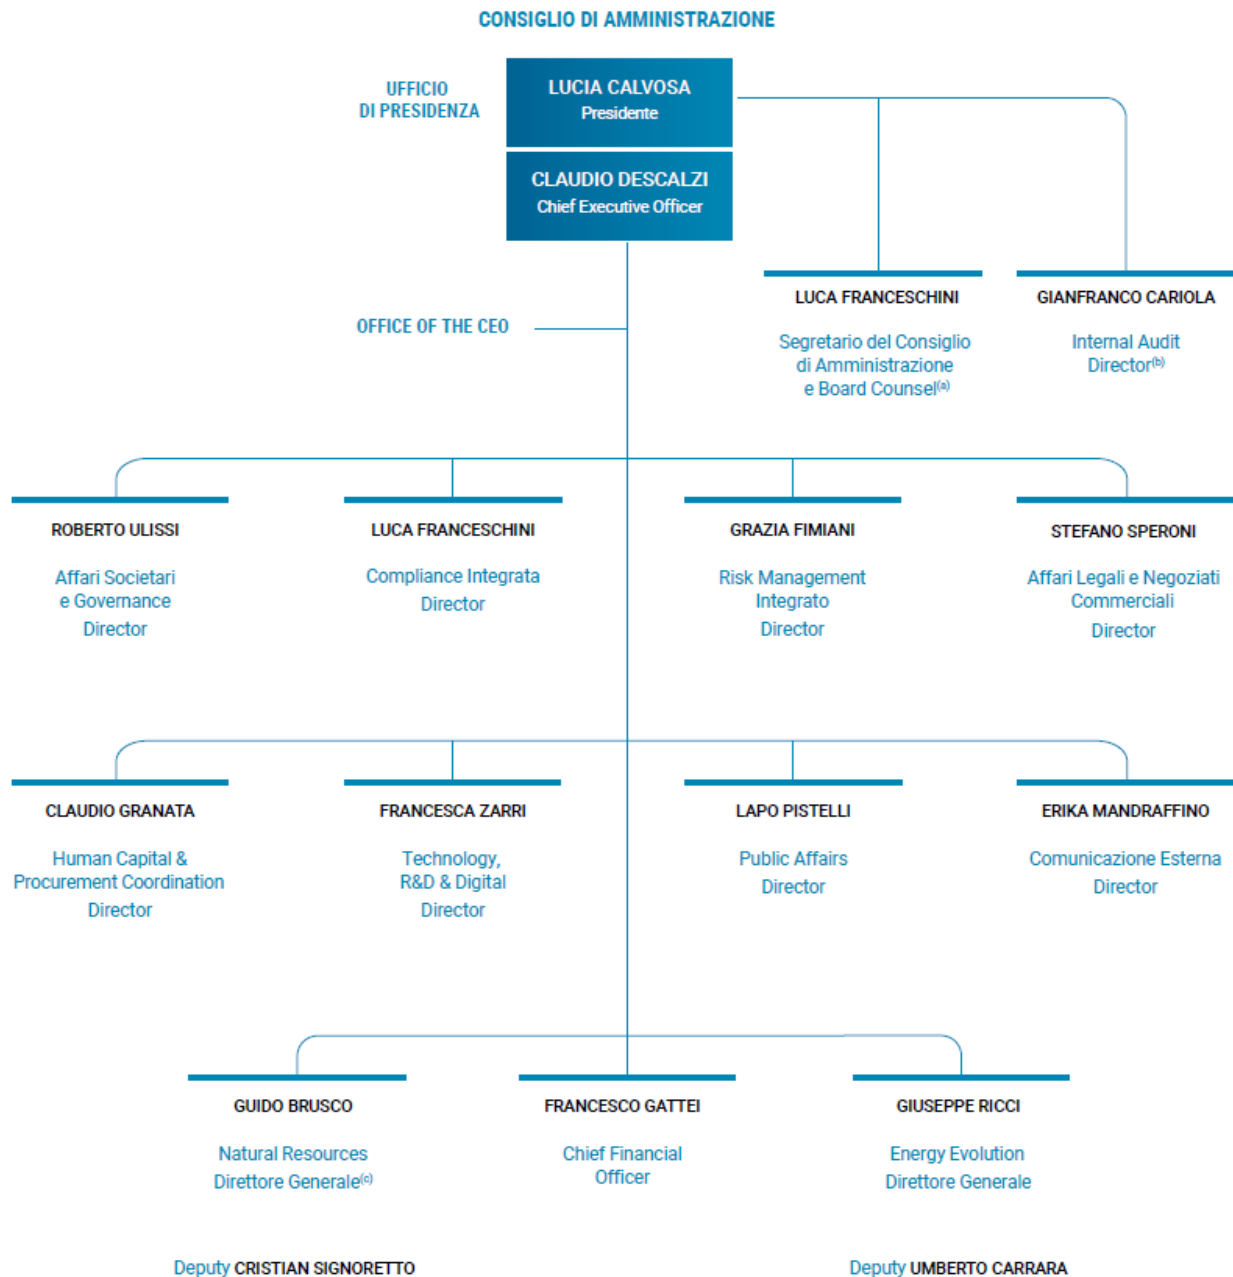 CONSIGLIO DI AMMINISTRAZIONE
UFFICIO
DI PRESIDENZA
LUCIA CALVOSA
Presidente
CLAUDIO DESCALZI
Chief Executive Officer
OFFICE OF THE CEO
LUCA FRANCESCHINI
Segretario del Consiglio
di Amministrazione
e Board Counsel(a)
GIANFRANCO CARIOLA
Internal Audit
Director(b)
ROBERTO ULISSI
Affari Societari
e Governance
Director
LUCA FRANCESCHINI
Compliance Integrata
Director
GRAZIA FIMIANI
Risk Management
Integrato
Director
STEFANO SPERONI
Affari Legali e Negoziati
Commerciali
Director
CLAUDIO GRANATA
Human Capital &
Procurement Coordination
Director
FRANCESCA ZARRI
Technology,
R&D & Digital
Director
LAPO PISTELLI
Public Affairs
Director
ERIKA MANDRAFFINO
Comunicazione Esterna
Director
GUIDO BRUSCO
Natural Resources
Direttore Generale(c)
FRANCESCO GATTEI
Chief Financial
Officer
GIUSEPPE RICCI
Energy Evolution
Direttore Generale
Deputy CRISTIAN SIGNORETTO
Deputy UMBERTO CARRARA